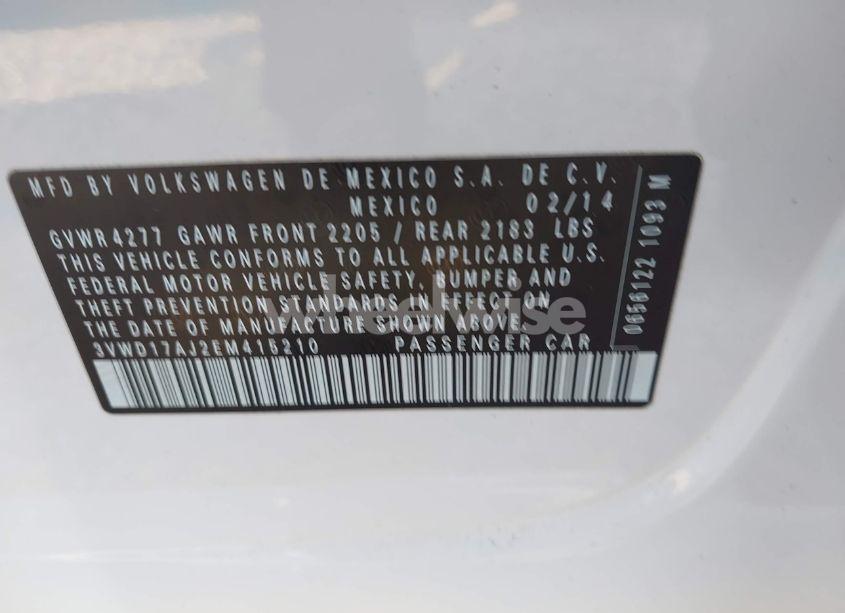 MFD BY VOLKSWAGEN DE MEXICO S.A. DE C.V.
MEXICO 02/14
GVWR 4277 GAWR FRONT 2205 / REAR 2183 LBS
THIS VEHICLE CONFORMS TO ALL APPLICABLE U.S.
FEDERAL MOTOR VEHICLE SAFETY, BUMPER AND
THEFT PREVENTION STANDARDS IN EFFECT ON
THE DATE OF MANUFACTURE SHOWN ABOVE.
3VWD17AJ2EM415210 PASSENGER CAR
0656122 1093 M
wheelwise